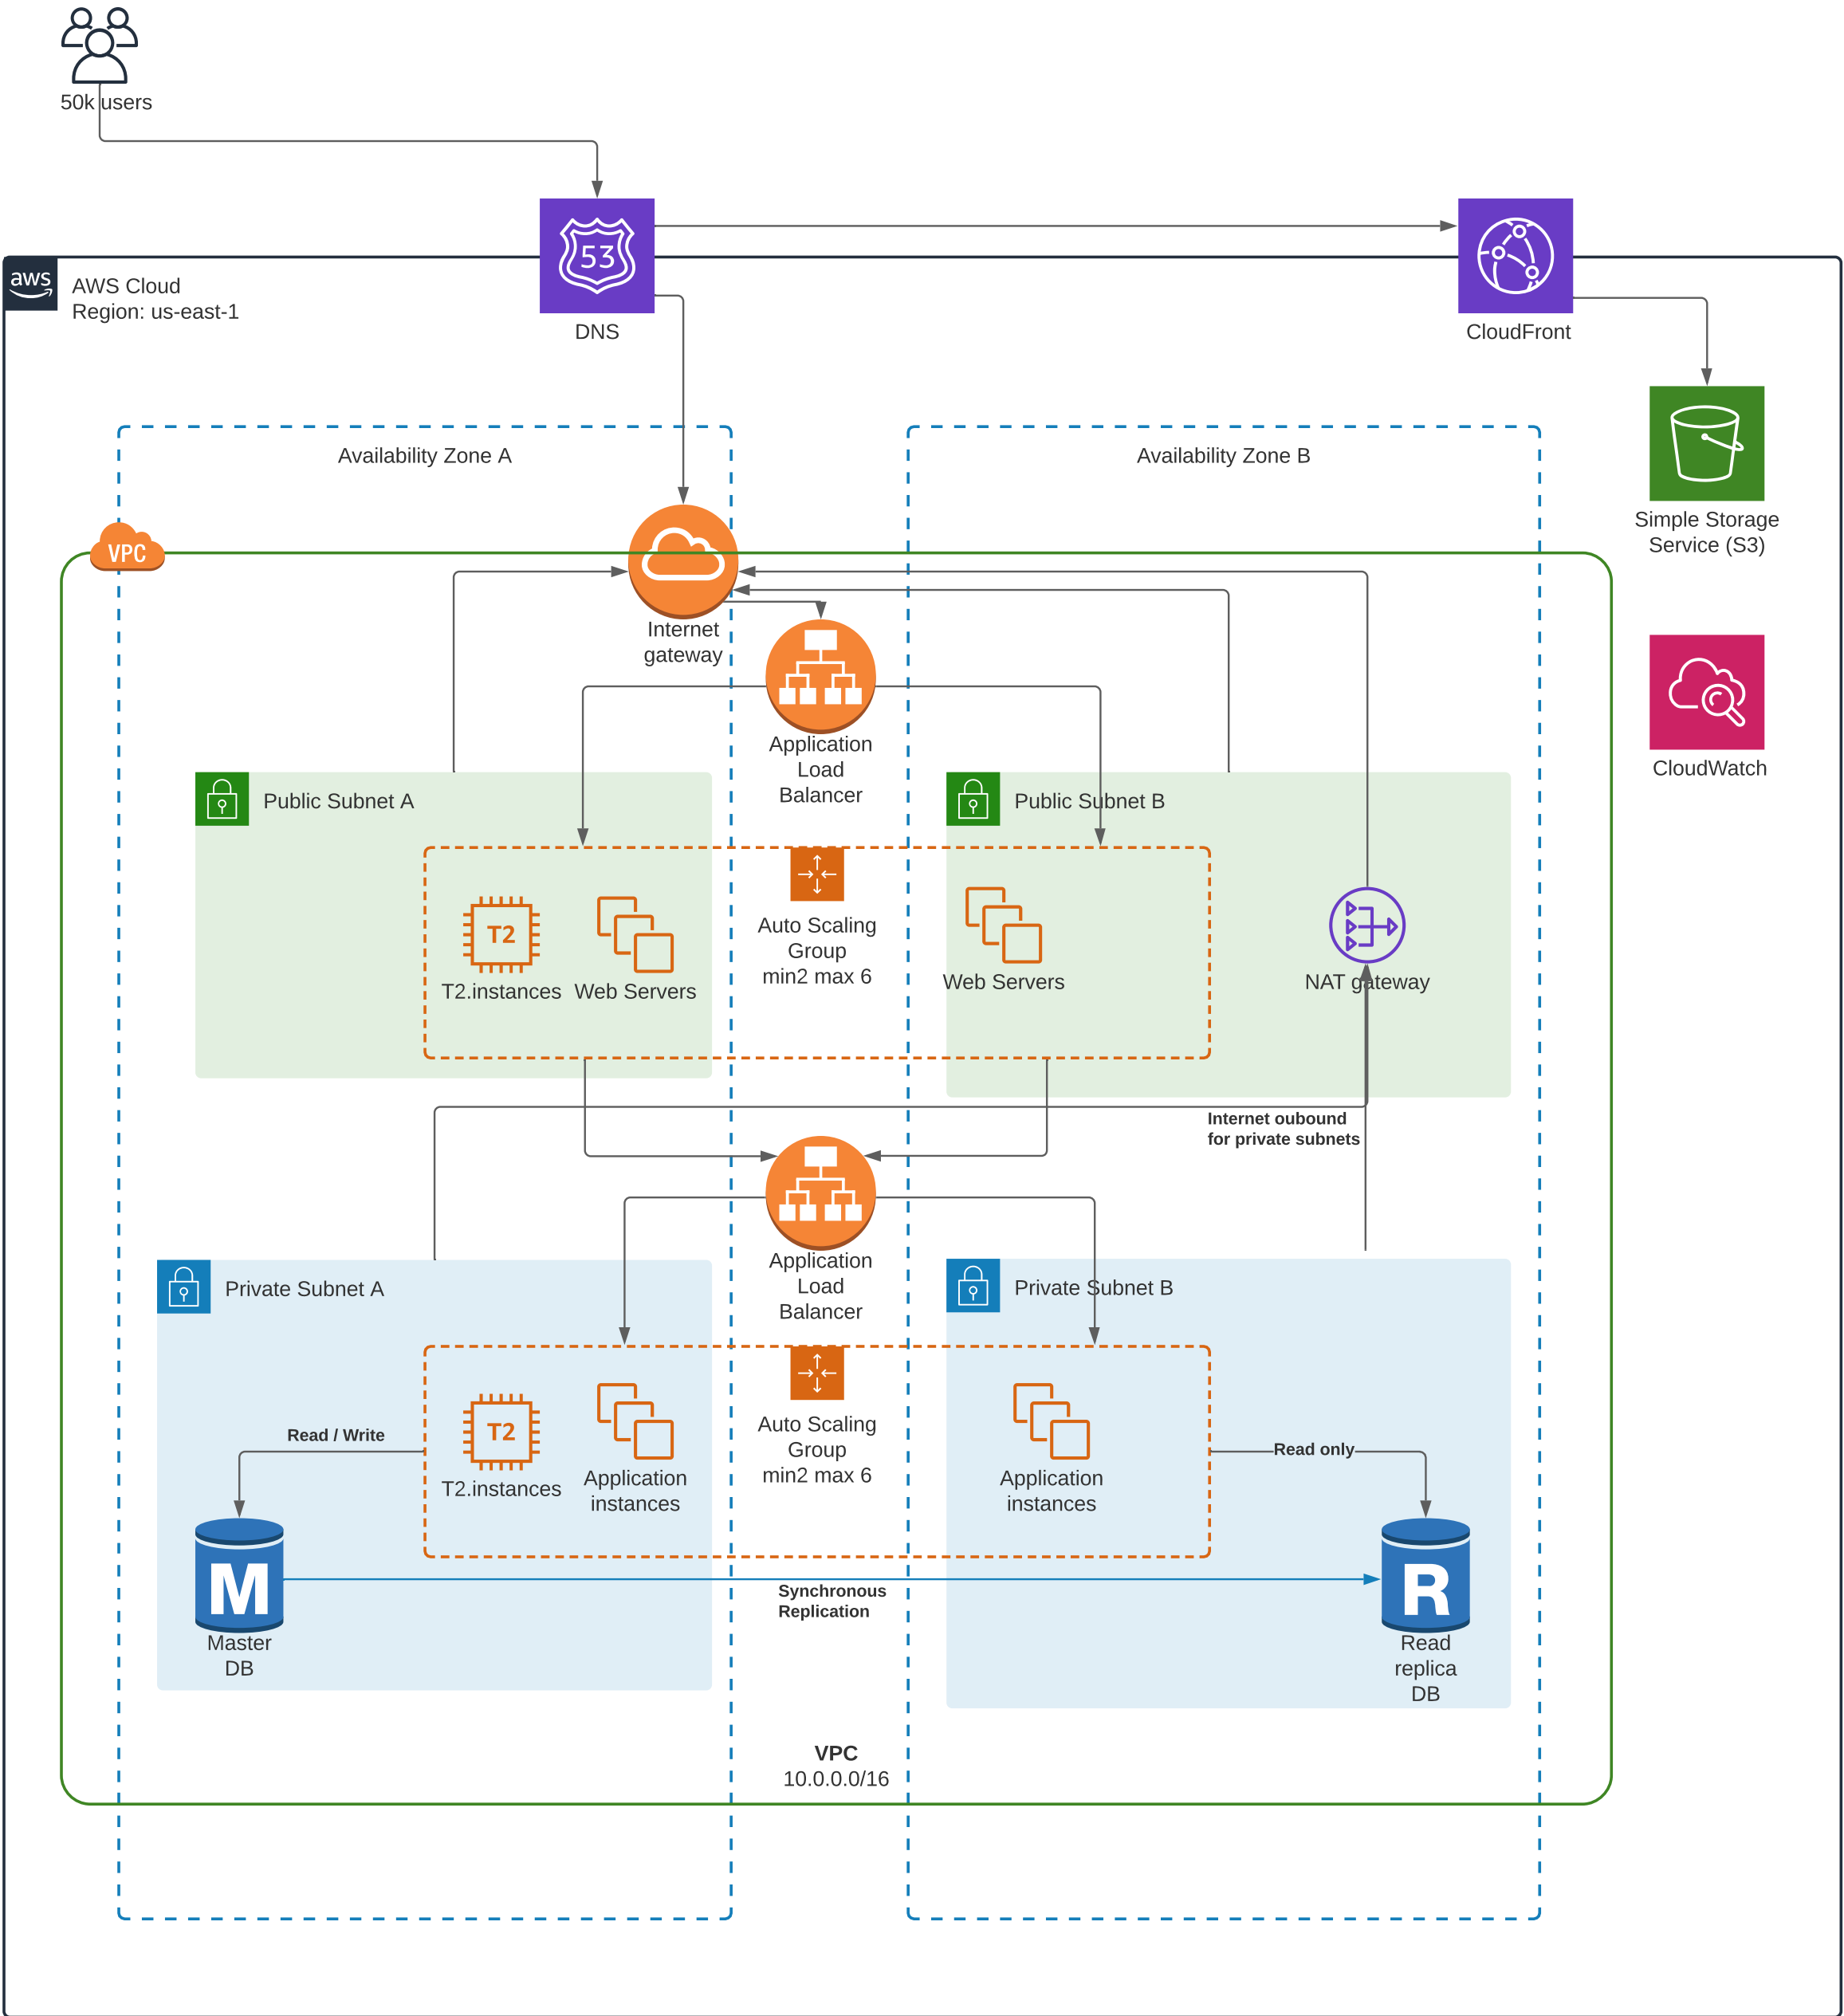 50k users
53
DNS
CloudFront
aws
AWS Cloud
Region: us-east-1
Simple Storage
Service (S3)
Availability Zone A
Availability Zone B
VPC
Internet
gateway
CloudWatch
Application
Load
Balancer
Public Subnet A
Public Subnet B
T2
T2.instances
Web Servers
Auto Scaling
Group
min2 max 6
Web Servers
NAT gateway
Internet oubound
for private subnets
Application
Load
Balancer
Private Subnet A
Private Subnet B
Read / Write
T2
T2.instances
Application
instances
Auto Scaling
Group
min2 max 6
Application
instances
Read only
M
Master
DB
Synchronous
Replication
R
Read
replica
DB
VPC
10.0.0.0/16